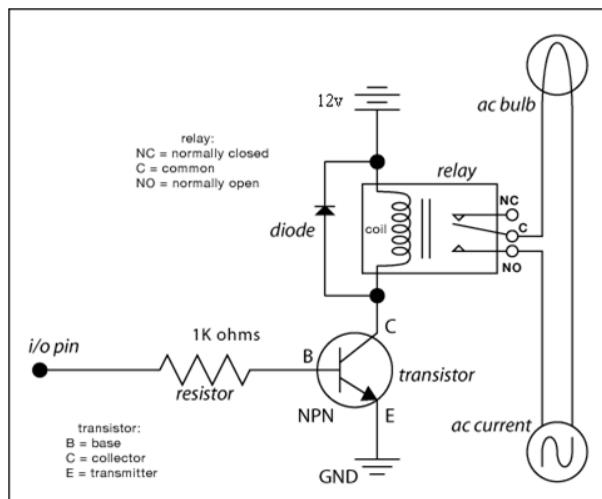 12v
ac bulb
relay:
NC = normally closed
C = common
NO = normally open
relay
NC
C
NO
diode
coil
C
1K ohms
i/o pin
B
resistor
transistor
NPN
E
transistor:
B = base
C = collector
E = transmitter
GND
ac current